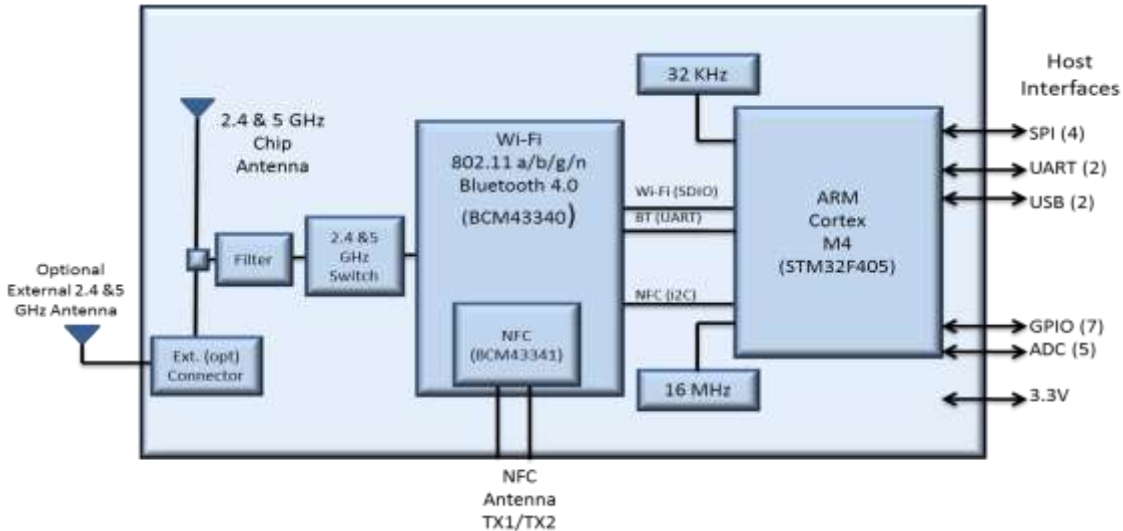 32 KHz
Host
Interfaces
2.4 & 5 GHz
Chip
Antenna
Wi-Fi
802.11 a/b/g/n
Bluetooth 4.0
(BCM43340)
SPI (4)
UART (2)
USB (2)
Wi-Fi (SDIO)
BT (UART)
ARM
Cortex
M4
(STM32F405)
Filter
2.4 &5
GHz
Switch
Optional
External 2.4 &5
GHz Antenna
NFC (i2C)
NFC
(BCM43341)
GPIO (7)
ADC (5)
Ext. (opt)
Connector
16 MHz
3.3V
NFC
Antenna
TX1/TX2